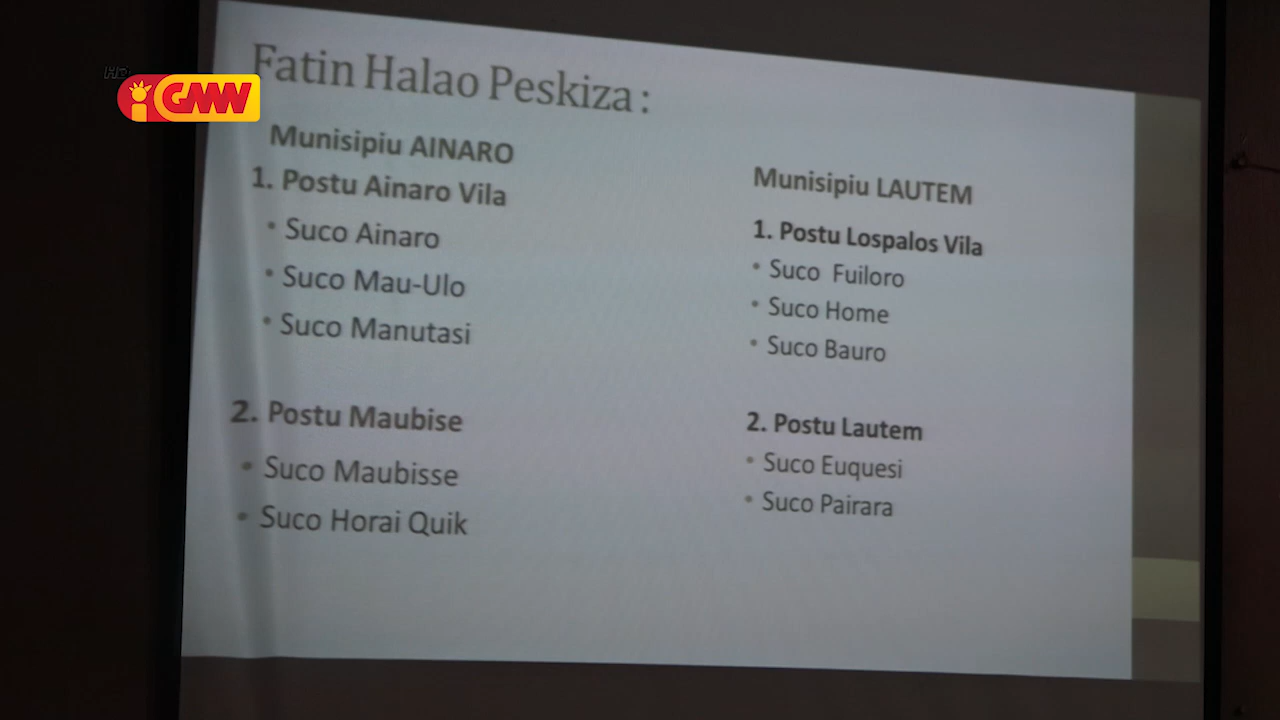 HD
GMN
Fatin Halao Peskiza :
Munisipiu AINARO
1. Postu Ainaro Vila
• Suco Ainaro
• Suco Mau-Ulo
• Suco Manutasi
2. Postu Maubise
• Suco Maubisse
• Suco Horai Quik
Munisipiu LAUTEM
1. Postu Lospalos Vila
• Suco Fuiloro
• Suco Home
• Suco Bauro
2. Postu Lautem
• Suco Euquesi
• Suco Pairara